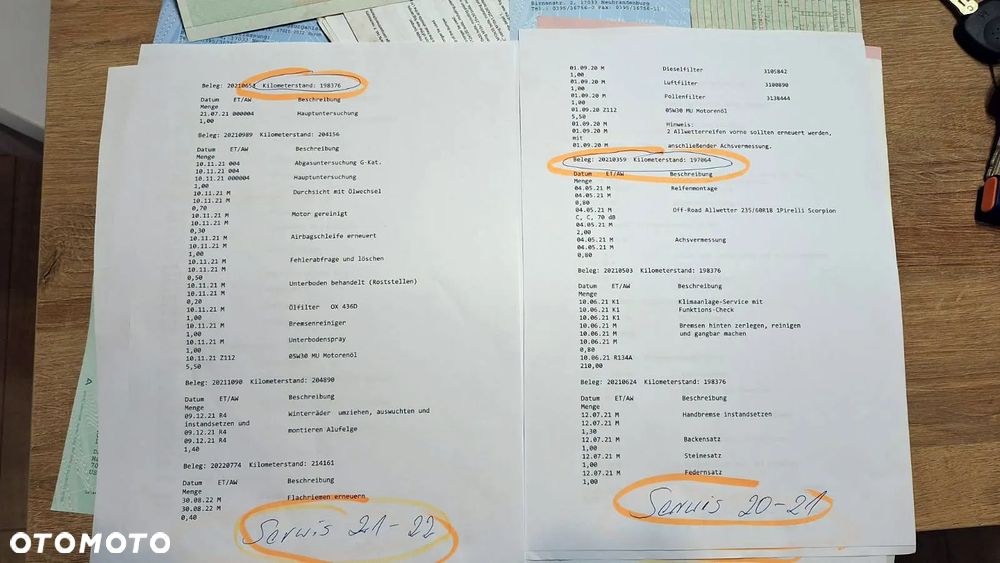 Birnenstr. 2, 17033 Neubrandenburg
Beleg: 2021065 Kilometerstand: 198376
Datum ET/AW Beschreibung
Menge
21.07.21 000004 Hauptuntersuchung
1,00
Beleg: 20210989 Kilometerstand: 204156
Datum ET/AW Beschreibung
Menge
10.11.21 004 Abgasuntersuchung G-Kat.
10.11.21 004
10.11.21 000004 Hauptuntersuchung
1,00
10.11.21 M Durchsicht mit Ölwechsel
10.11.21 M
0,70
10.11.21 M Motor gereinigt
10.11.21 M
0,30
10.11.21 M Airbagschleife erneuert
10.11.21 M
1,00
10.11.21 M Fehlerabfrage und löschen
10.11.21 M
0,50
10.11.21 M Unterboden behandelt (Roststellen)
10.11.21 M
0,20
10.11.21 M Ölfilter OX 436D
1,00
10.11.21 M Bremsenreiniger
1,00
10.11.21 M Unterbodenspray
1,00
10.11.21 Z112 05W30 MU Motorenöl
5,50
Beleg: 20211090 Kilometerstand: 204890
Datum ET/AW Beschreibung
Menge
09.12.21 R4 Winterräder umziehen, auswuchten und
instandsetzen und
09.12.21 R4 montieren Alufelge
09.12.21 R4
1,40
Beleg: 20220774 Kilometerstand: 214161
Datum ET/AW Beschreibung
Menge
30.08.22 M Flachriemen erneuern
30.08.22 M
0,40
Serwis 21-22
01.09.20 M Dieselfilter 3105842
1,00
01.09.20 M Luftfilter 3100890
1,00
01.09.20 M Pollenfilter 3138444
1,00
01.09.20 Z112 05W30 MU Motorenöl
5,50
01.09.20 M Hinweis:
01.09.20 M 2 Allwetterreifen vorne sollten erneuert werden,
mit
01.09.20 M anschließender Achsvermessung.
Beleg: 20210359 Kilometerstand: 197064
Datum ET/AW Beschreibung
Menge
04.05.21 M Reifenmontage
04.05.21 M
0,80
04.05.21 M Off-Road Allwetter 235/60R18 1Pirelli Scorpion
C, C, 70 dB
04.05.21 M
2,00
04.05.21 M Achsvermessung
04.05.21 M
0,80
Beleg: 20210503 Kilometerstand: 198376
Datum ET/AW Beschreibung
Menge
10.06.21 K1 Klimaanlage-Service mit
10.06.21 K1 Funktions-Check
10.06.21 K1
10.06.21 M Bremsen hinten zerlegen, reinigen
10.06.21 M und gangbar machen
10.06.21 M
0,80
10.06.21 R134A
210,00
Beleg: 20210624 Kilometerstand: 198376
Datum ET/AW Beschreibung
Menge
12.07.21 M Handbremse instandsetzen
12.07.21 M
1,30
12.07.21 M Backensatz
1,00
12.07.21 M Steinesatz
1,00
12.07.21 M Federnsatz
1,00
Serwis 20-21
OTOMOTO